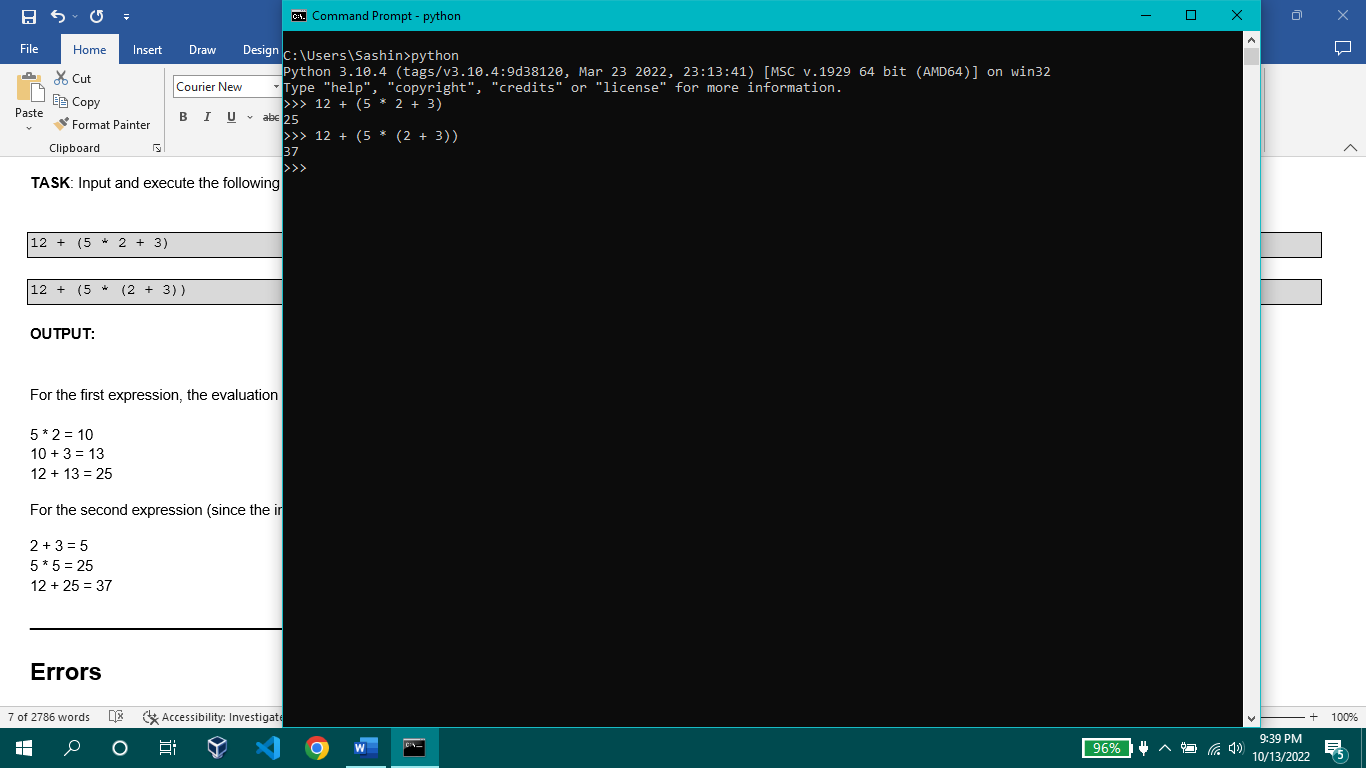 Command Prompt - python
File Home Insert Draw Design
Paste
Cut
Copy
Format Painter
Clipboard
Courier New
B I U abc
C:\Users\Sashin>python
Python 3.10.4 (tags/v3.10.4:9d38120, Mar 23 2022, 23:13:41) [MSC v.1929 64 bit (AMD64)] on win32
Type "help", "copyright", "credits" or "license" for more information.
>>> 12 + (5 * 2 + 3)
25
>>> 12 + (5 * (2 + 3))
37
>>>
TASK: Input and execute the following
12 + (5 * 2 + 3)
12 + (5 * (2 + 3))
OUTPUT:
For the first expression, the evaluation
5 * 2 = 10
10 + 3 = 13
12 + 13 = 25
For the second expression (since the
2 + 3 = 5
5 * 5 = 25
12 + 25 = 37
Errors
7 of 2786 words Accessibility: Investigate 100%
96%
9:39 PM
10/13/2022
5